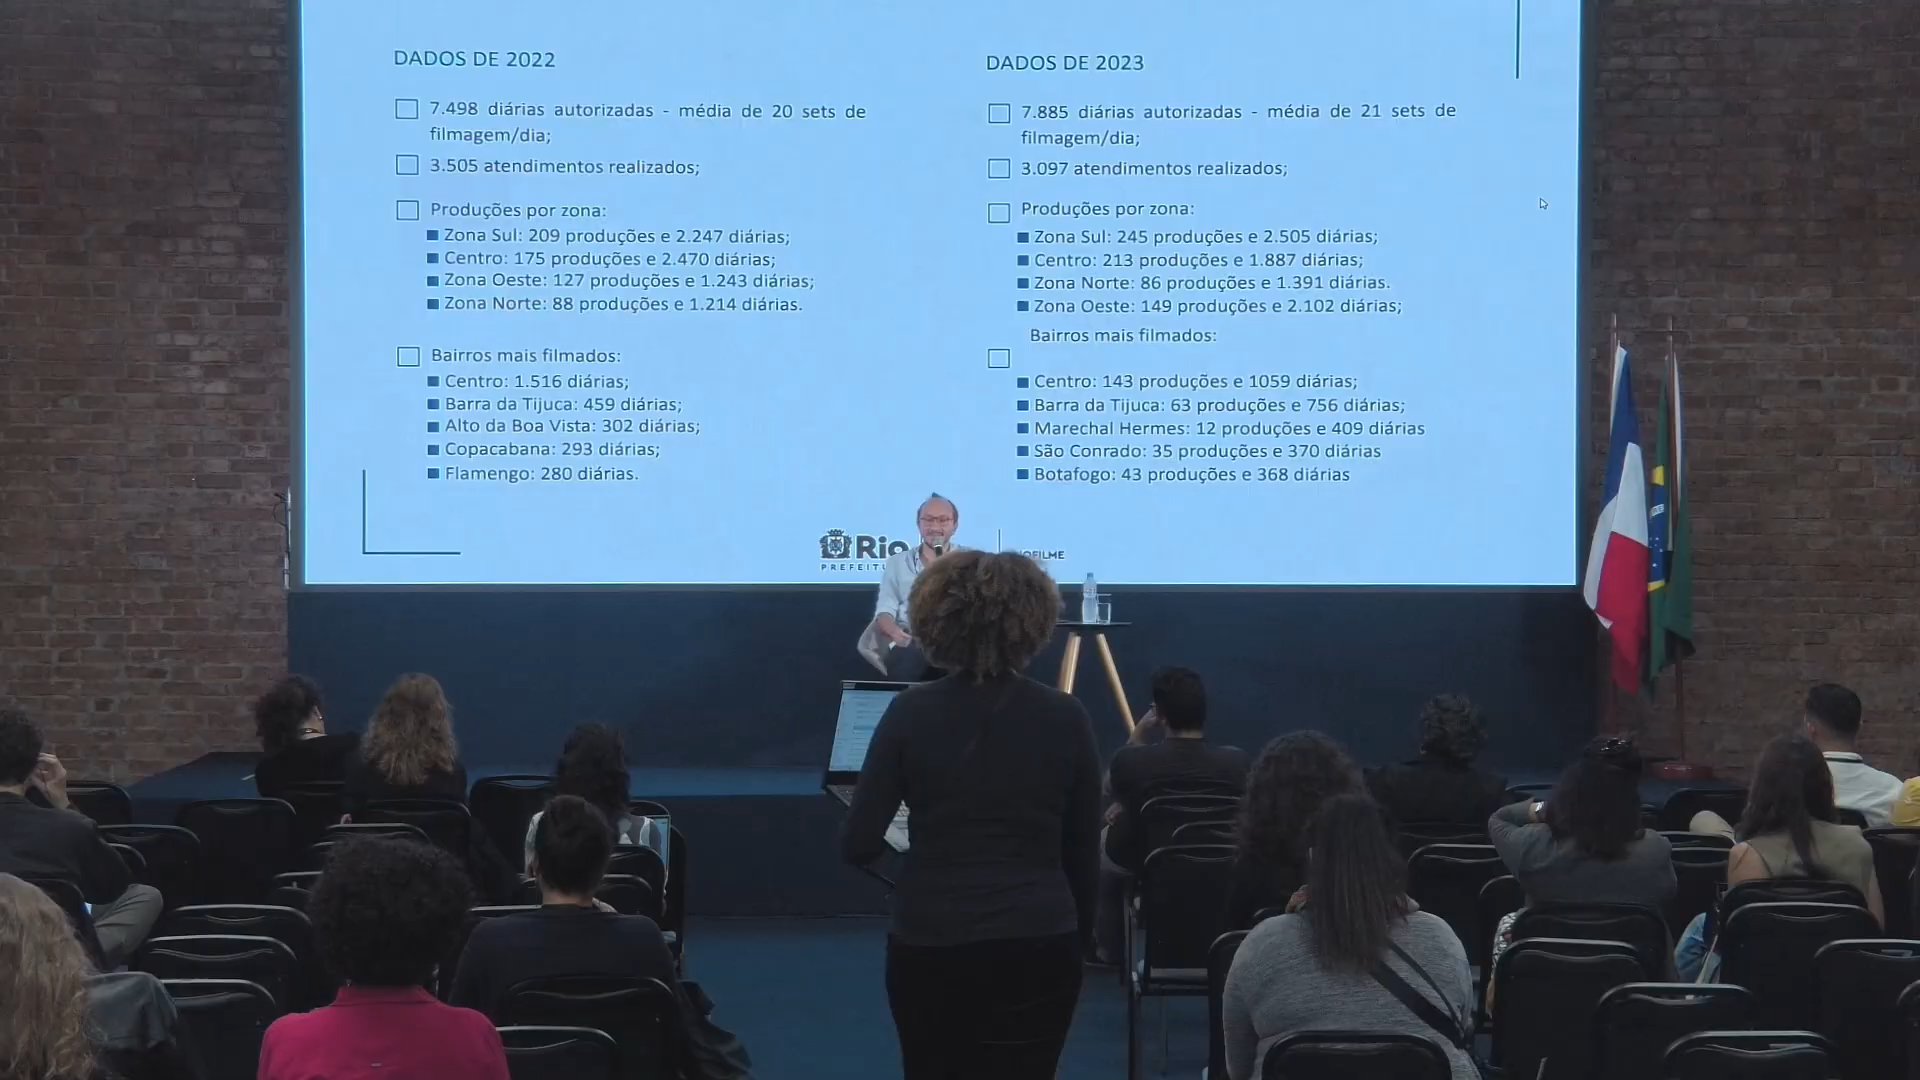 DADOS DE 2022
7.498 diárias autorizadas - média de 20 sets de
filmagem/dia;
3.505 atendimentos realizados;
Produções por zona:
Zona Sul: 209 produções e 2.247 diárias;
Centro: 175 produções e 2.470 diárias;
Zona Oeste: 127 produções e 1.243 diárias;
Zona Norte: 88 produções e 1.214 diárias.
Bairros mais filmados:
Centro: 1.516 diárias;
Barra da Tijuca: 459 diárias;
Alto da Boa Vista: 302 diárias;
Copacabana: 293 diárias;
Flamengo: 280 diárias.
DADOS DE 2023
7.885 diárias autorizadas - média de 21 sets de
filmagem/dia;
3.097 atendimentos realizados;
Produções por zona:
Zona Sul: 245 produções e 2.505 diárias;
Centro: 213 produções e 1.887 diárias;
Zona Norte: 86 produções e 1.391 diárias.
Zona Oeste: 149 produções e 2.102 diárias;
Bairros mais filmados:
Centro: 143 produções e 1059 diárias;
Barra da Tijuca: 63 produções e 756 diárias;
Marechal Hermes: 12 produções e 409 diárias
São Conrado: 35 produções e 370 diárias
Botafogo: 43 produções e 368 diárias
Rio
PREFEITU
OFILME